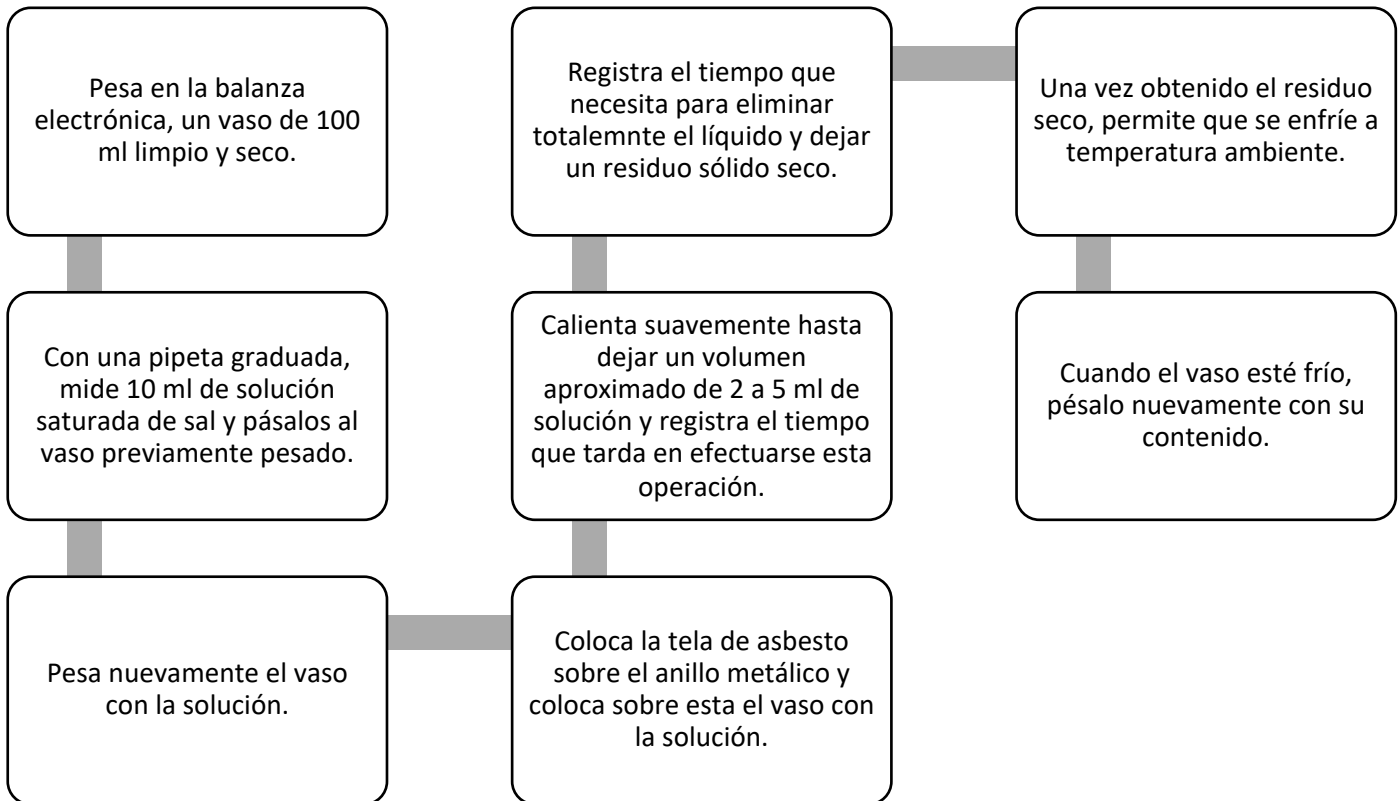 Pesa en la balanza
electrónica, un vaso de 100
ml limpio y seco.
Con una pipeta graduada,
mide 10 ml de solución
saturada de sal y pásalos al
vaso previamente pesado.
Pesa nuevamente el vaso
con la solución.
Coloca la tela de asbesto
sobre el anillo metálico y
coloca sobre esta el vaso con
la solución.
Calienta suavemente hasta
dejar un volumen
aproximado de 2 a 5 ml de
solución y registra el tiempo
que tarda en efectuarse esta
operación.
Registra el tiempo que
necesita para eliminar
totalemnte el líquido y dejar
un residuo sólido seco.
Una vez obtenido el residuo
seco, permite que se enfríe a
temperatura ambiente.
Cuando el vaso esté frío,
pésalo nuevamente con su
contenido.